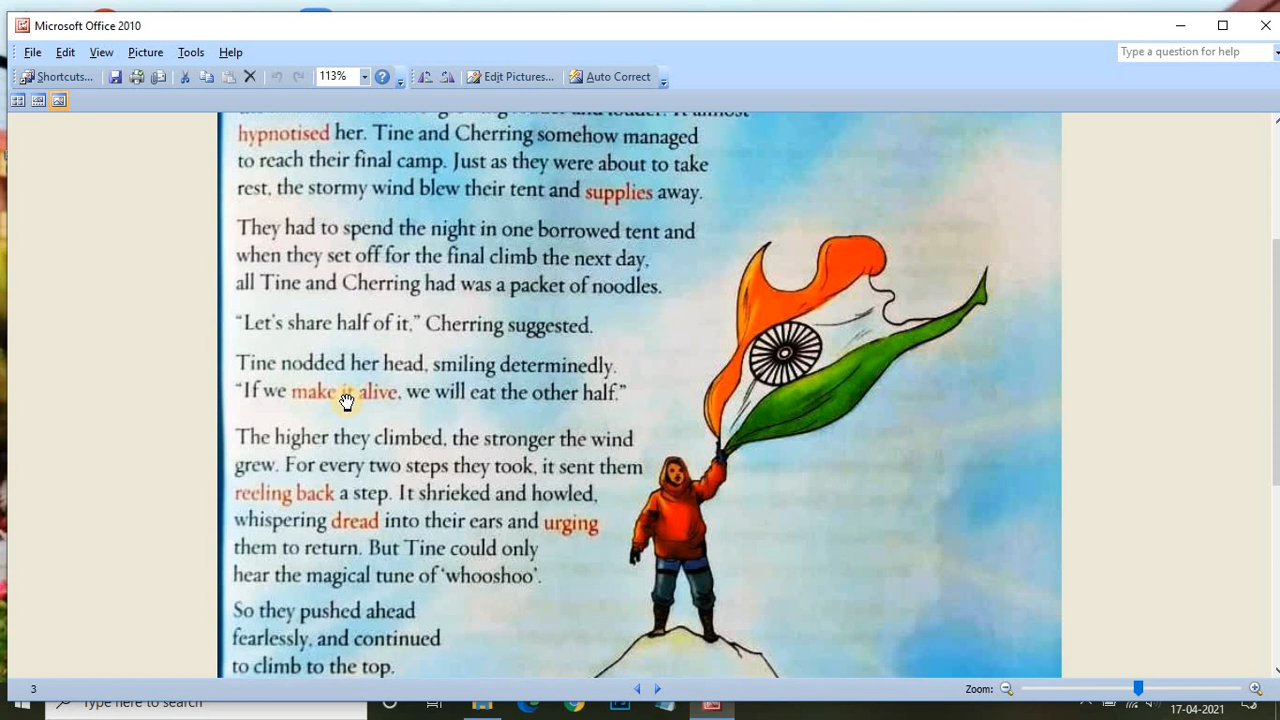 Microsoft Office 2010
File Edit View Picture Tools Help
Type a question for help
Shortcuts... 113% Edit Pictures... Auto Correct
hypnotised her. Tine and Cherring somehow managed
to reach their final camp. Just as they were about to take
rest, the stormy wind blew their tent and supplies away.
They had to spend the night in one borrowed tent and
when they set off for the final climb the next day,
all Tine and Cherring had was a packet of noodles.
“Let's share half of it,” Cherring suggested.
Tine nodded her head, smiling determinedly.
“If we make it alive, we will eat the other half.”
The higher they climbed, the stronger the wind
grew. For every two steps they took, it sent them
reeling back a step. It shrieked and howled,
whispering dread into their ears and urging
them to return. But Tine could only
hear the magical tune of ‘whooshoo’.
So they pushed ahead
fearlessly, and continued
to climb to the top.
3 Zoom:
Type here to search
17-04-2021